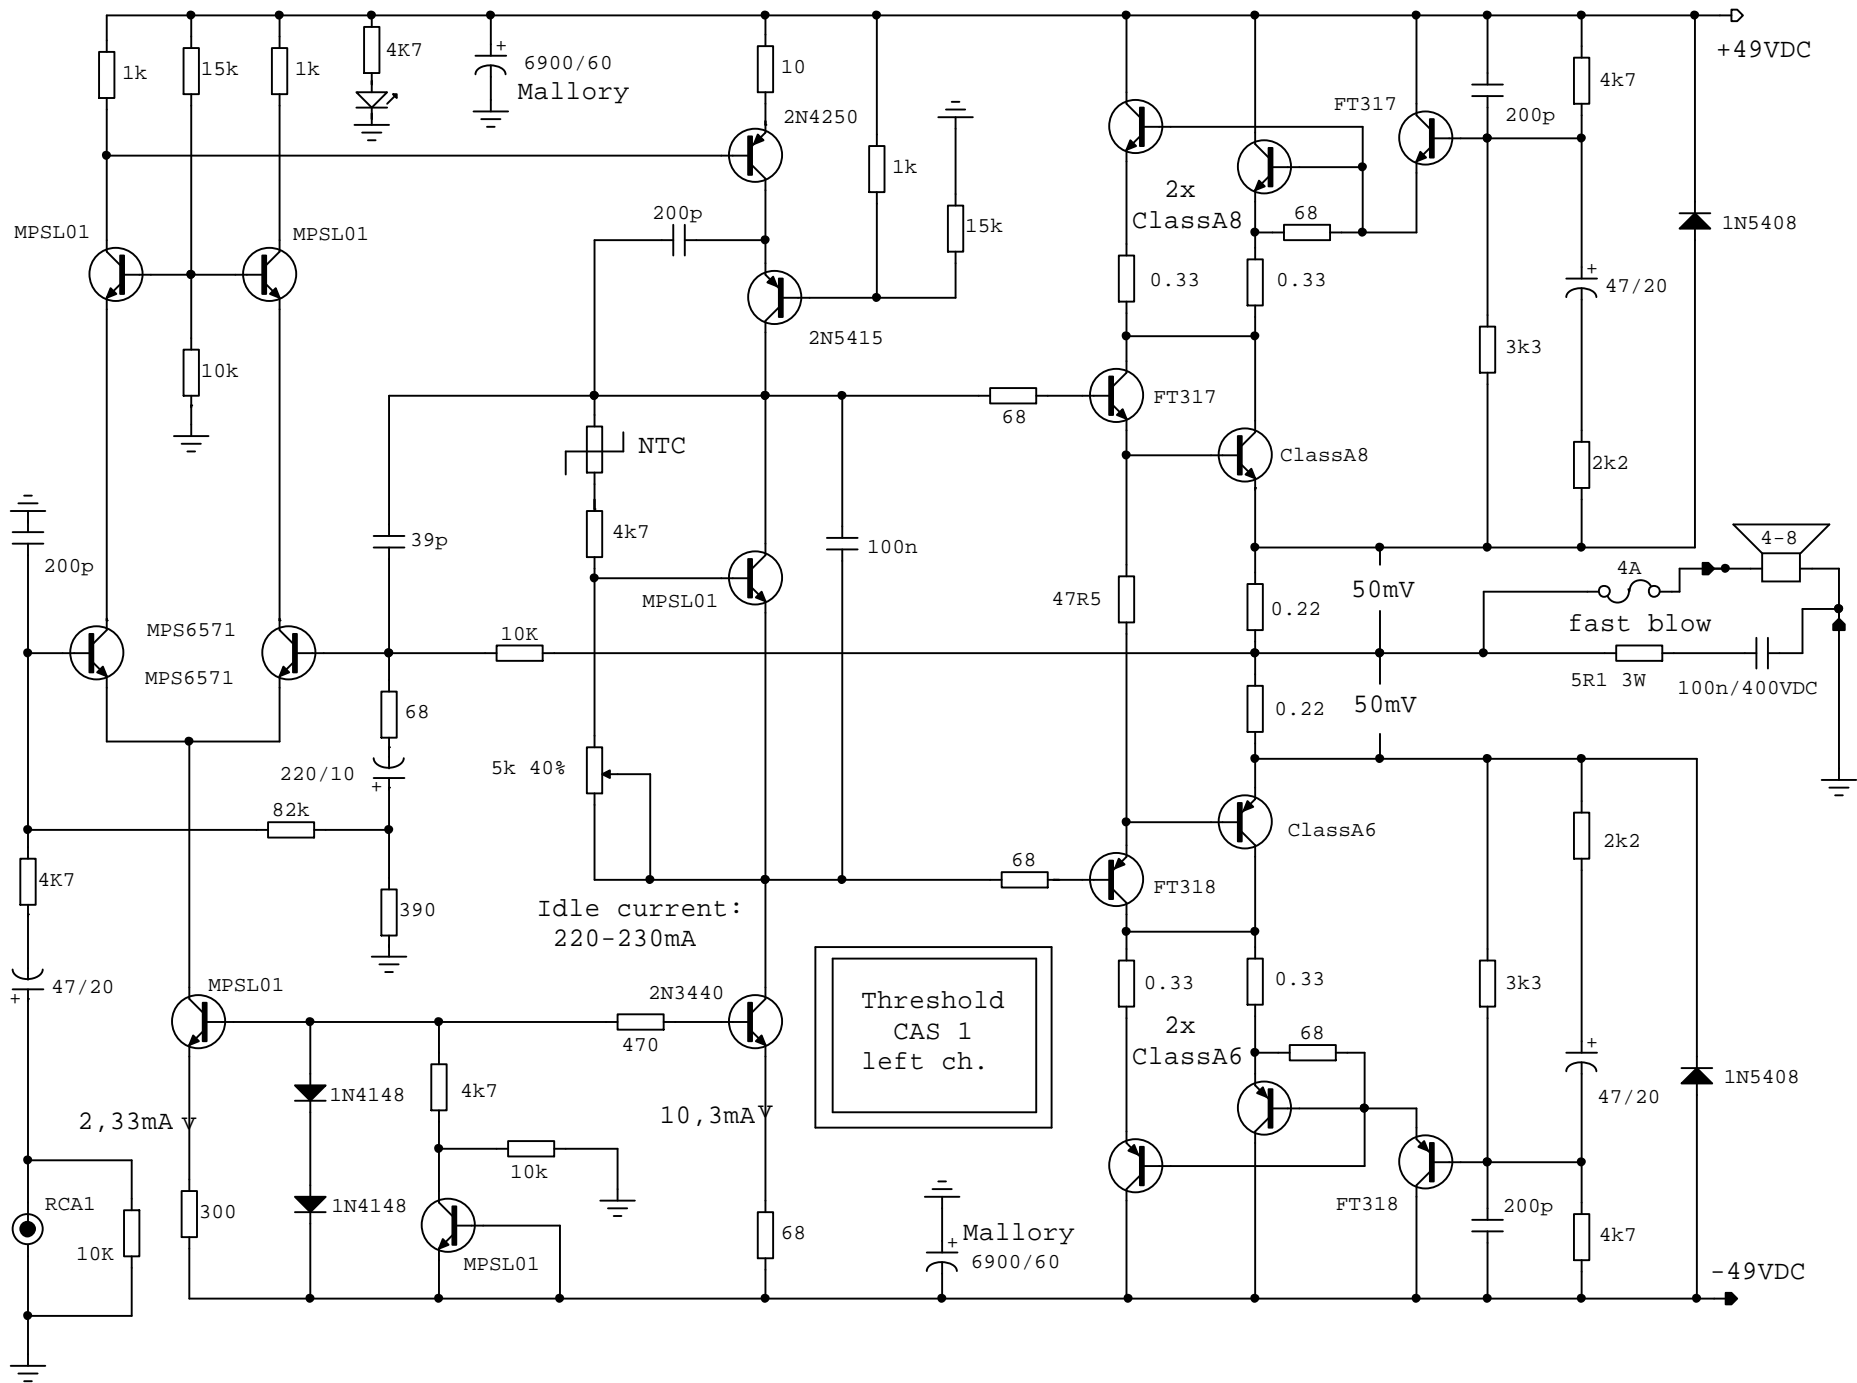 4K7
+
6900/60
Mallory
1k
15k
1k
10
+49VDC
4k7
2N4250
FT317
200p
1k
2x
ClassA8
68
200p
15k
1N5408
MPSL01
MPSL01
0.33
0.33
+
47/20
2N5415
3k3
10k
NTC
68
FT317
ClassA8
2k2
4k7
39p
100n
4-8
200p
4A
50mV
MPSL01
47R5
0.22
fast blow
MPS6571
10K
MPS6571
5R1 3W
100n/400VDC
68
0.22
50mV
220/10
+
5k 40%
82k
ClassA6
2k2
4K7
68
FT318
390
Idle current:
220-230mA
47/20
+
MPSL01
2N3440
Threshold
CAS 1
left ch.
0.33
0.33
3k3
2x
ClassA6
68
470
+
47/20
1N5408
4k7
1N4148
2,33mA
10,3mA
10k
RCA1
300
1N4148
FT318
200p
10K
MPSL01
68
+
Mallory
6900/60
4k7
-49VDC